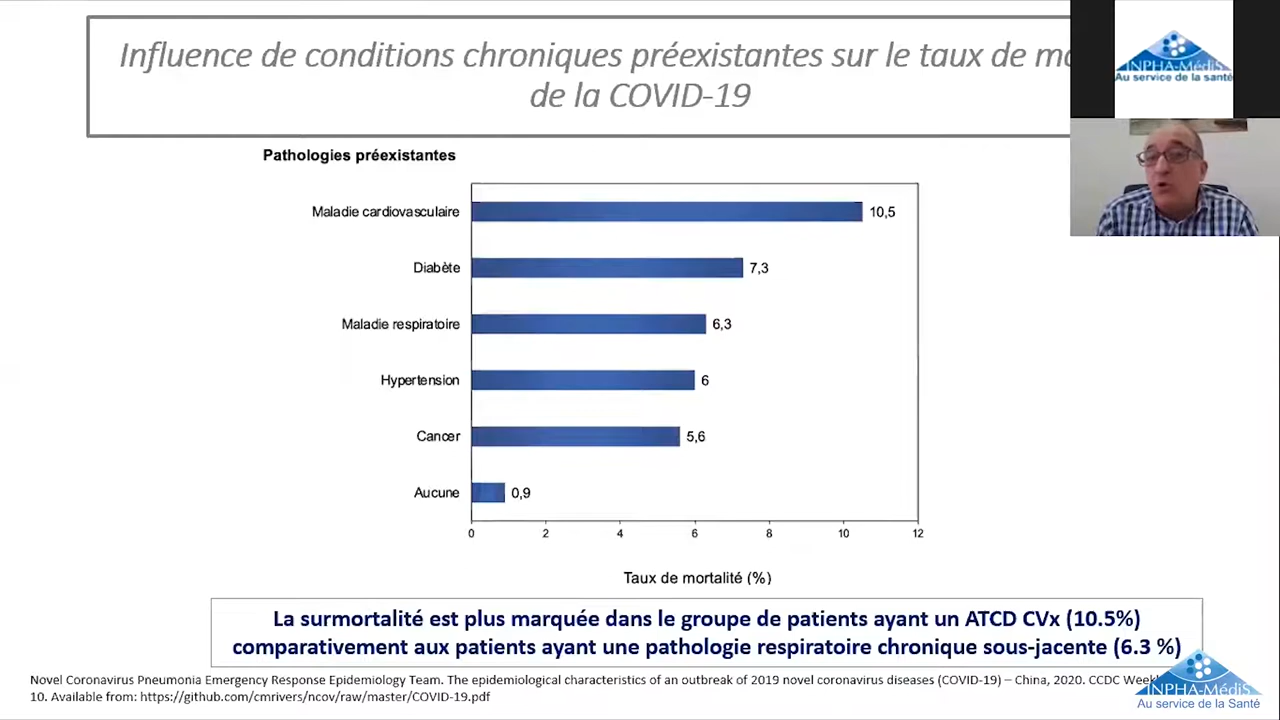 Influence de conditions chroniques préexistantes sur le taux de
de la COVID-19
INPHA-MédiS
Au service de la santé
Pathologies préexistantes
Maladie cardiovasculaire
10,5
Diabète
7,3
Maladie respiratoire
6,3
Hypertension
6
Cancer
5,6
Aucune
0,9
0 2 4 6 8 10 12
Taux de mortalité (%)
La surmortalité est plus marquée dans le groupe de patients ayant un ATCD CVx (10.5%)
comparativement aux patients ayant une pathologie respiratoire chronique sous-jacente (6.3 %)
Novel Coronavirus Pneumonia Emergency Response Epidemiology Team. The epidemiological characteristics of an outbreak of 2019 novel coronavirus diseases (COVID-19) – China, 2020. CCDC
10. Available from: https://github.com/cmrivers/ncov/raw/master/COVID-19.pdf
INPHA-MédiS
Au service de la Santé